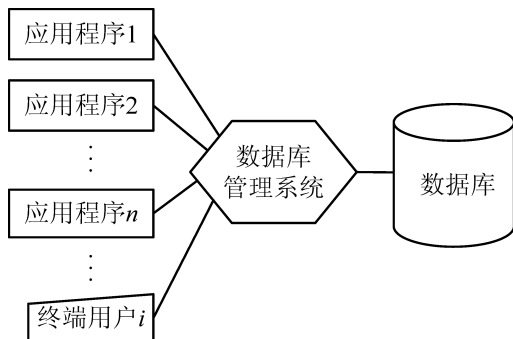 应用程序1
应用程序2
⋮
应用程序n
⋮
终端用户i
数据库
管理系统
数据库